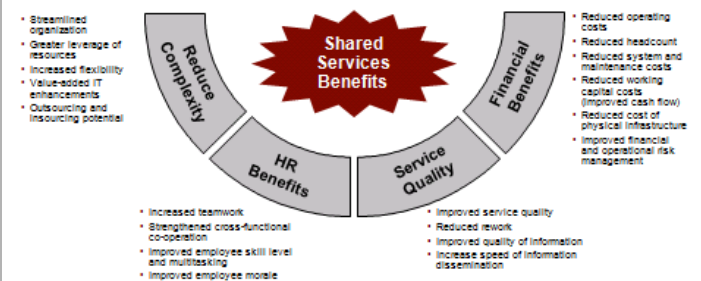 Shared
Services
Benefits
Reduce
Complexity
Streamlined
organization
Greater leverage of
resources
Increased flexibility
Value-added IT
enhancements
Outsourcing and
insourcing potential
HR
Benefits
Increased teamwork
Strengthened cross-functional
co-operation
Improved employee skill level
and multitasking
Improved employee morale
Service
Quality
Improved service quality
Reduced rework
Improved quality of information
Increase speed of information
dissemination
Financial
Benefits
Reduced operating
costs
Reduced headcount
Reduced system and
maintenance costs
Reduced working
capital costs
(improved cash flow)
Reduced cost of
physical infrastructure
Improved financial
and operational risk
management